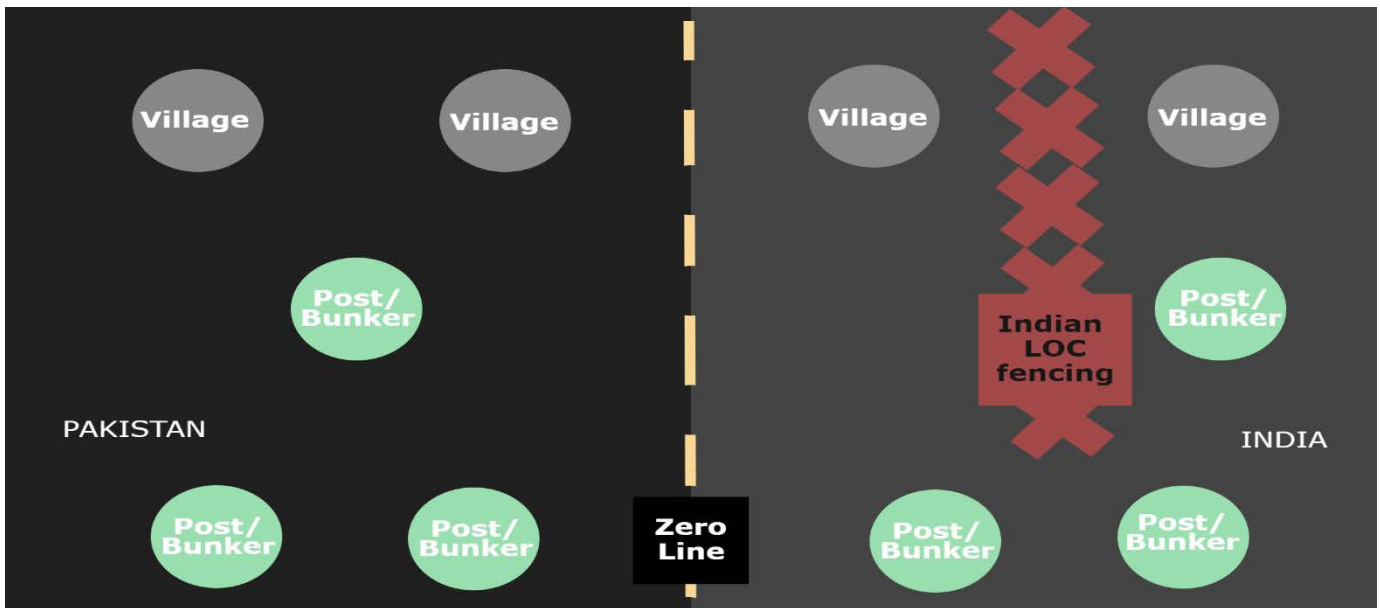 Village
Village
Village
Village
Post/
Bunker
Indian
LOC
fencing
Post/
Bunker
PAKISTAN
INDIA
Post/
Bunker
Post/
Bunker
Zero
Line
Post/
Bunker
Post/
Bunker